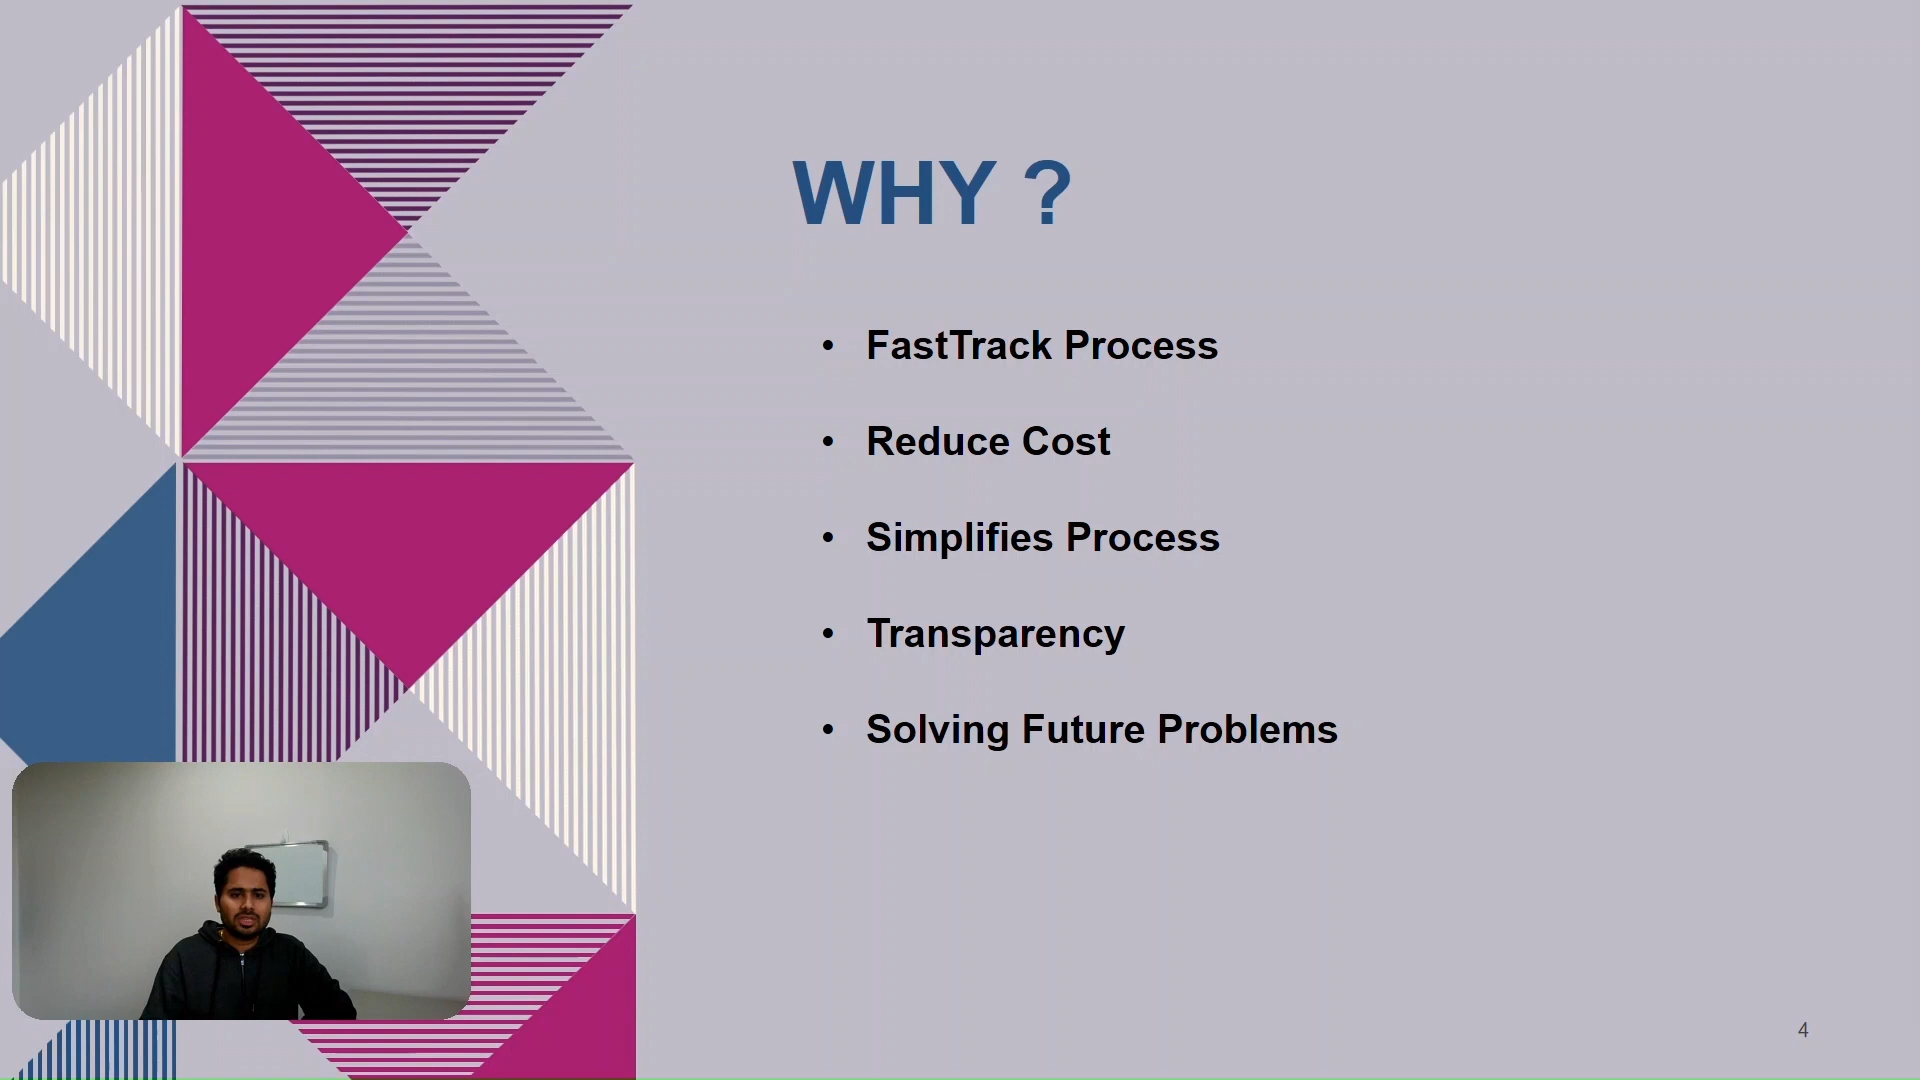 WHY ?
• FastTrack Process
• Reduce Cost
• Simplifies Process
• Transparency
• Solving Future Problems
4